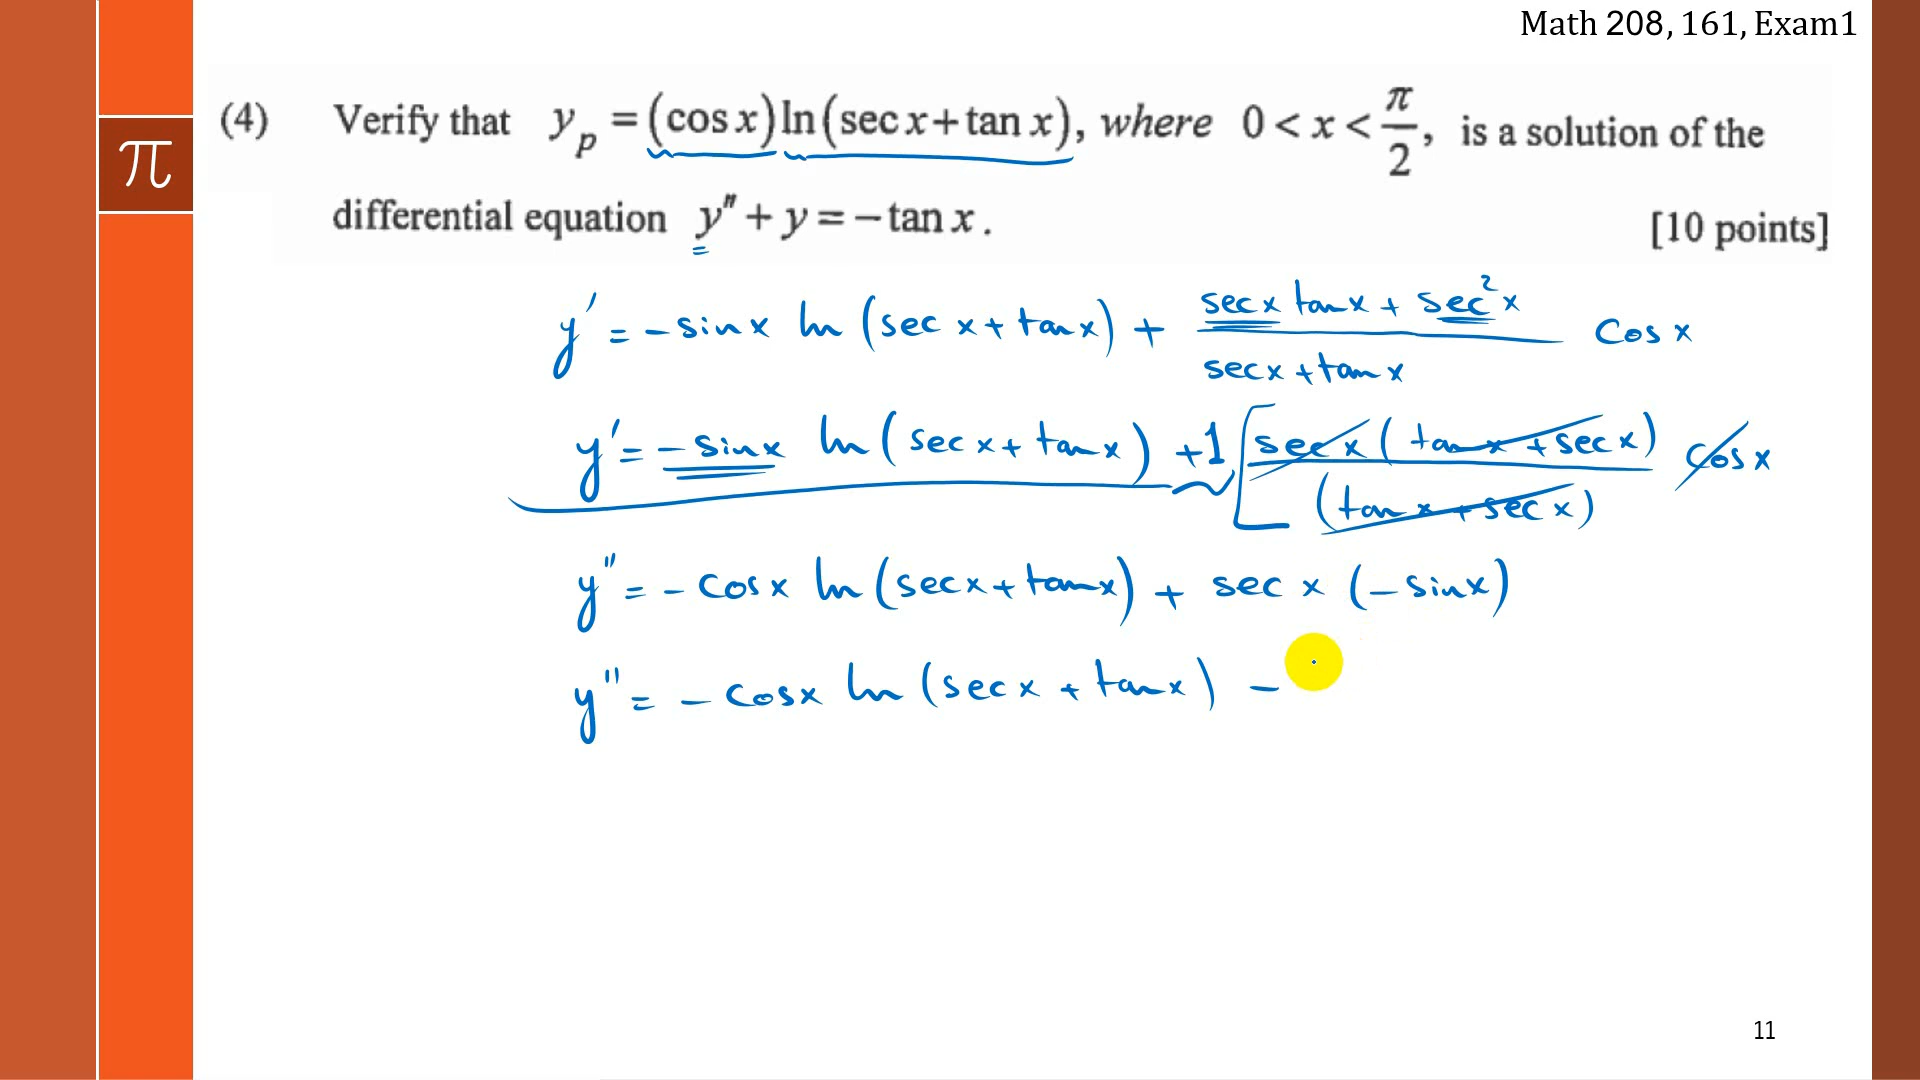 Math 208, 161, Exam1
π
(4) Verify that y_p = (cos x) ln(sec x + tan x), where 0 < x < π/2, is a solution of the
differential equation y″ + y = − tan x . [10 points]
y′ = − sin x ln (sec x + tan x) + (sec x tan x + sec² x)/(sec x + tan x) cos x
y′ = − sin x ln (sec x + tan x) + 1 [ sec x (tan x + sec x)/(tan x + sec x) cos x
y″ = − cos x ln (sec x + tan x) + sec x (− sin x)
y″ = − cos x ln (sec x + tan x) −
11